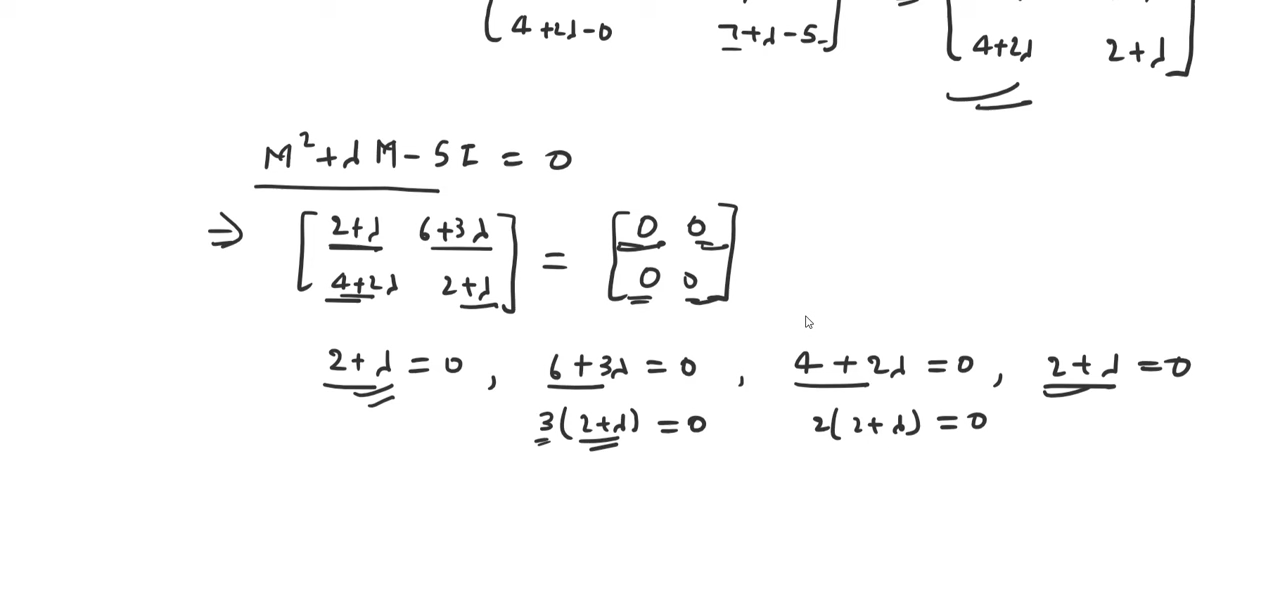 4+2λ-0 7+λ-5 =
4+2λ 2+λ
M²+λM-5I = 0
⇒ [2+λ 6+3λ] = [0 0]
[4+2λ 2+λ] [0 0]
2+λ=0, 6+3λ=0, 4+2λ=0, 2+λ=0
3(2+λ)=0 2(2+λ)=0